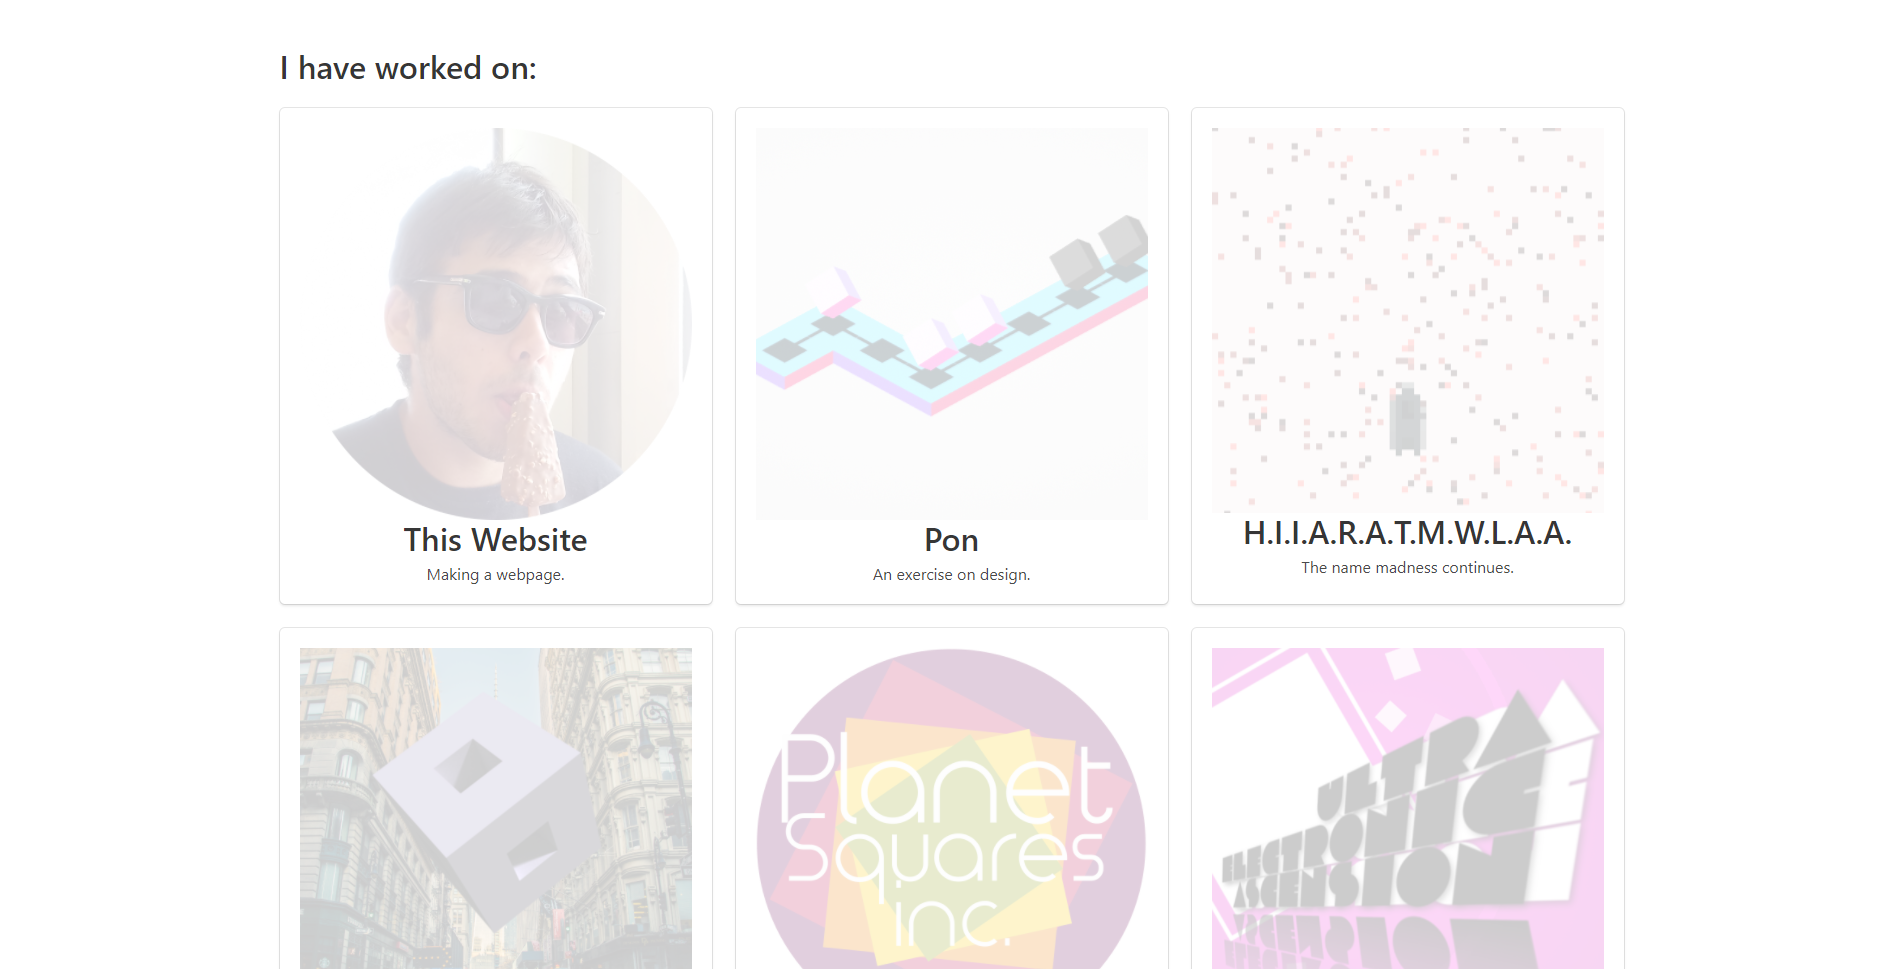 I have worked on:
This Website
Making a webpage.
Pon
An exercise on design.
H.I.I.A.R.A.T.M.W.L.A.A.
The name madness continues.
Planet
Squares
inc.
ULTRA
ELECTRONIC
ASCENSION